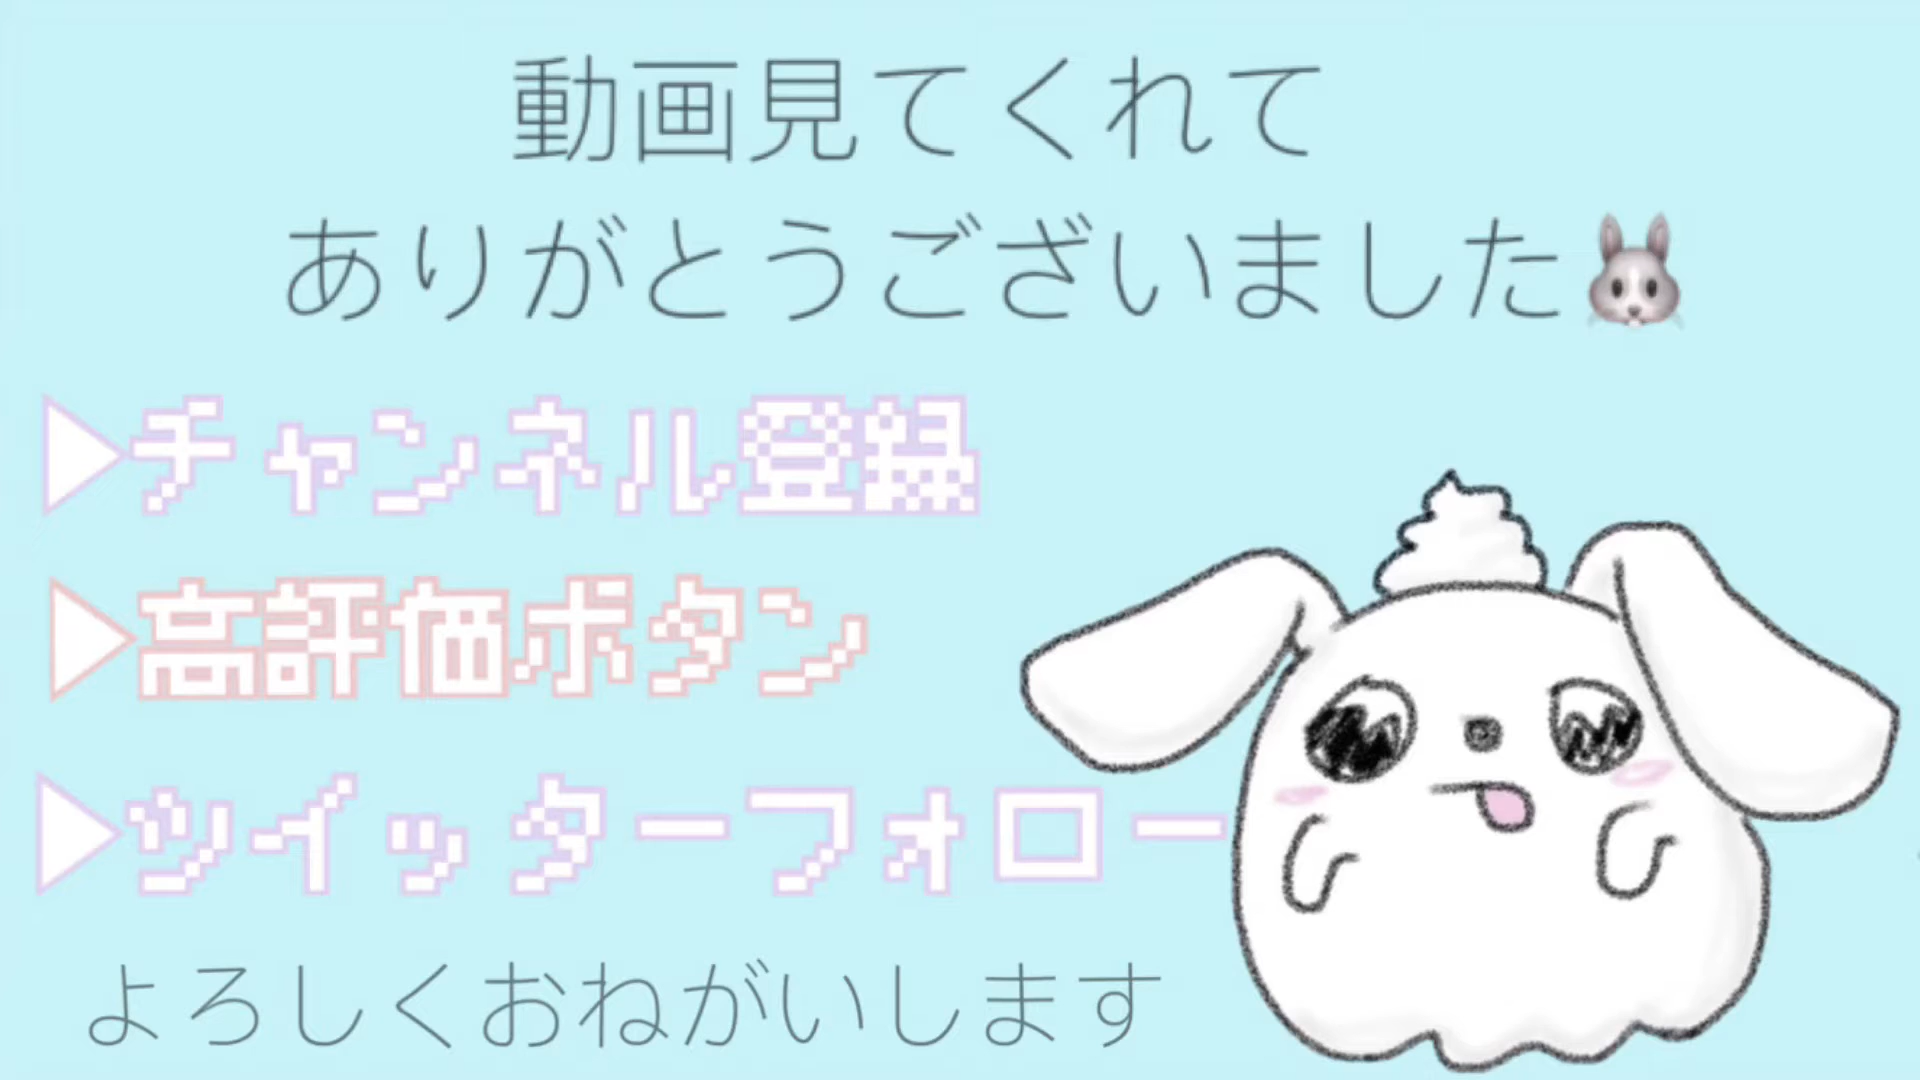 動画見てくれて
ありがとうございました🐰
▶チャンネル登録
▶高評価ボタン
▶ツイッターフォロー
よろしくおねがいします